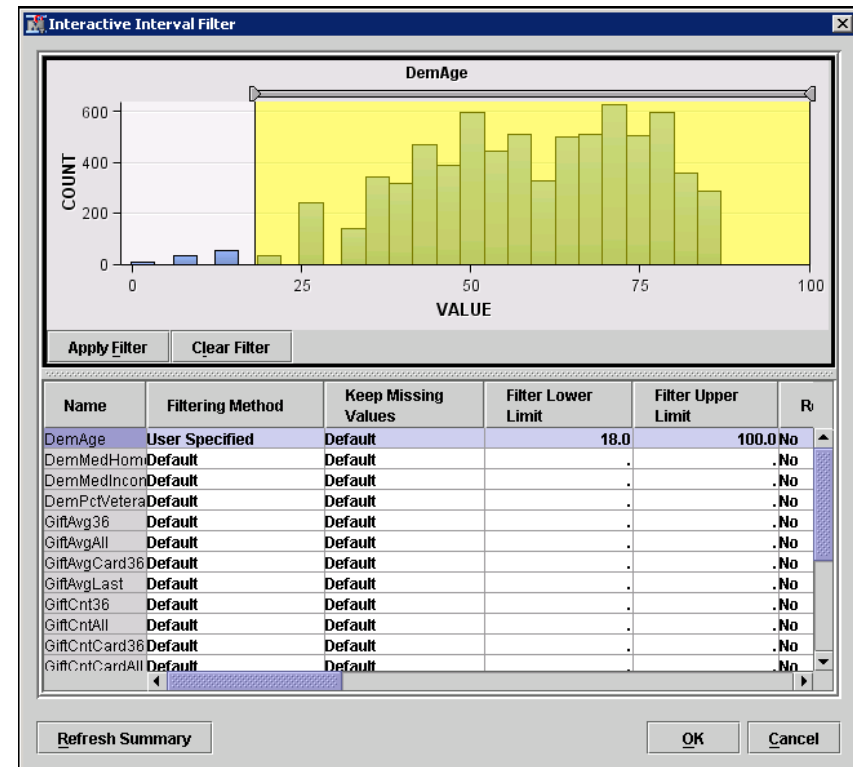 Interactive Interval Filter
DemAge
600
400
200
0
COUNT
0 25 50 75 100
VALUE
Apply Filter Clear Filter
Name Filtering Method Keep Missing Values Filter Lower Limit Filter Upper Limit R
DemAge User Specified Default 18.0 100.0 No
DemMedHom Default Default . . No
DemMedIncon Default Default . . No
DemPctVetera Default Default . . No
GiftAvg36 Default Default . . No
GiftAvgAll Default Default . . No
GiftAvgCard36 Default Default . . No
GiftAvgLast Default Default . . No
GiftCnt36 Default Default . . No
GiftCntAll Default Default . . No
GiftCntCard36 Default Default . . No
GiftCntCardAll Default Default . . No
Refresh Summary OK Cancel